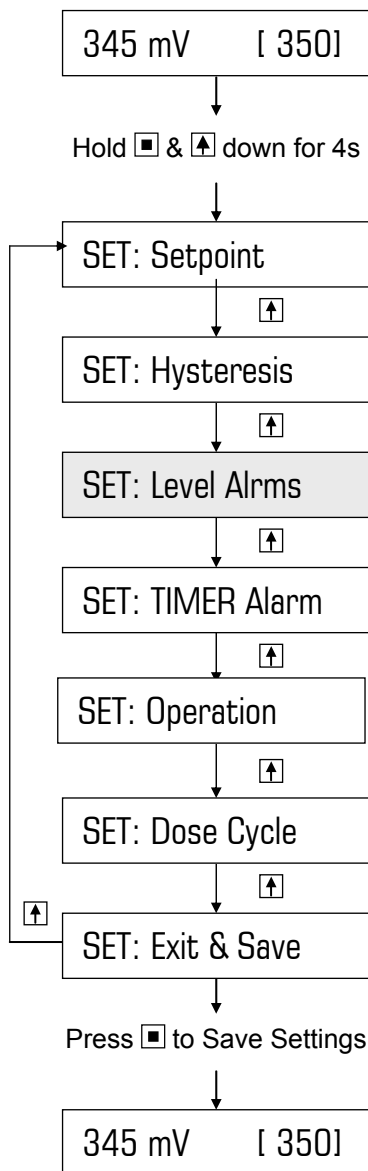 345 mV [ 350]
Hold ■ & ↑ down for 4s
SET: Setpoint
↑
SET: Hysteresis
↑
SET: Level Alrms
↑
SET: TIMER Alarm
↑
SET: Operation
↑
SET: Dose Cycle
↑
↑
SET: Exit & Save
Press ■ to Save Settings
345 mV [ 350]